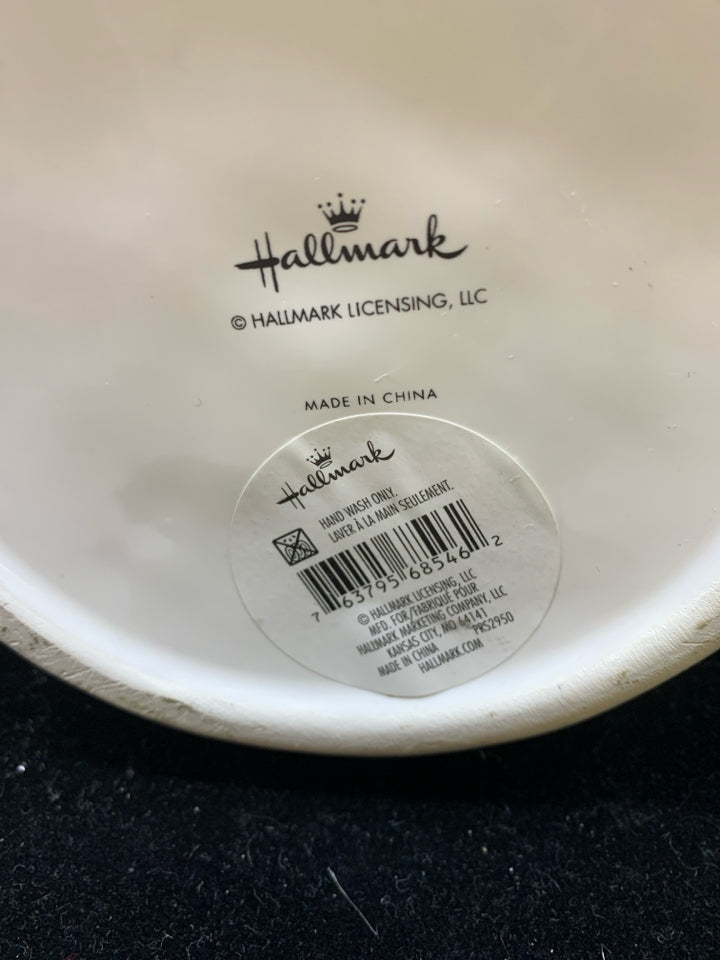 Hallmark
© HALLMARK LICENSING, LLC
MADE IN CHINA
Hallmark
HAND WASH ONLY.
LAVER À LA MAIN SEULEMENT.
7 63795 68546 2
© HALLMARK LICENSING, LLC
MFD. FOR/FABRIQUÉ POUR
HALLMARK MARKETING COMPANY, LLC
KANSAS CITY, MO 64141
MADE IN CHINA PRS2950
HALLMARK.COM